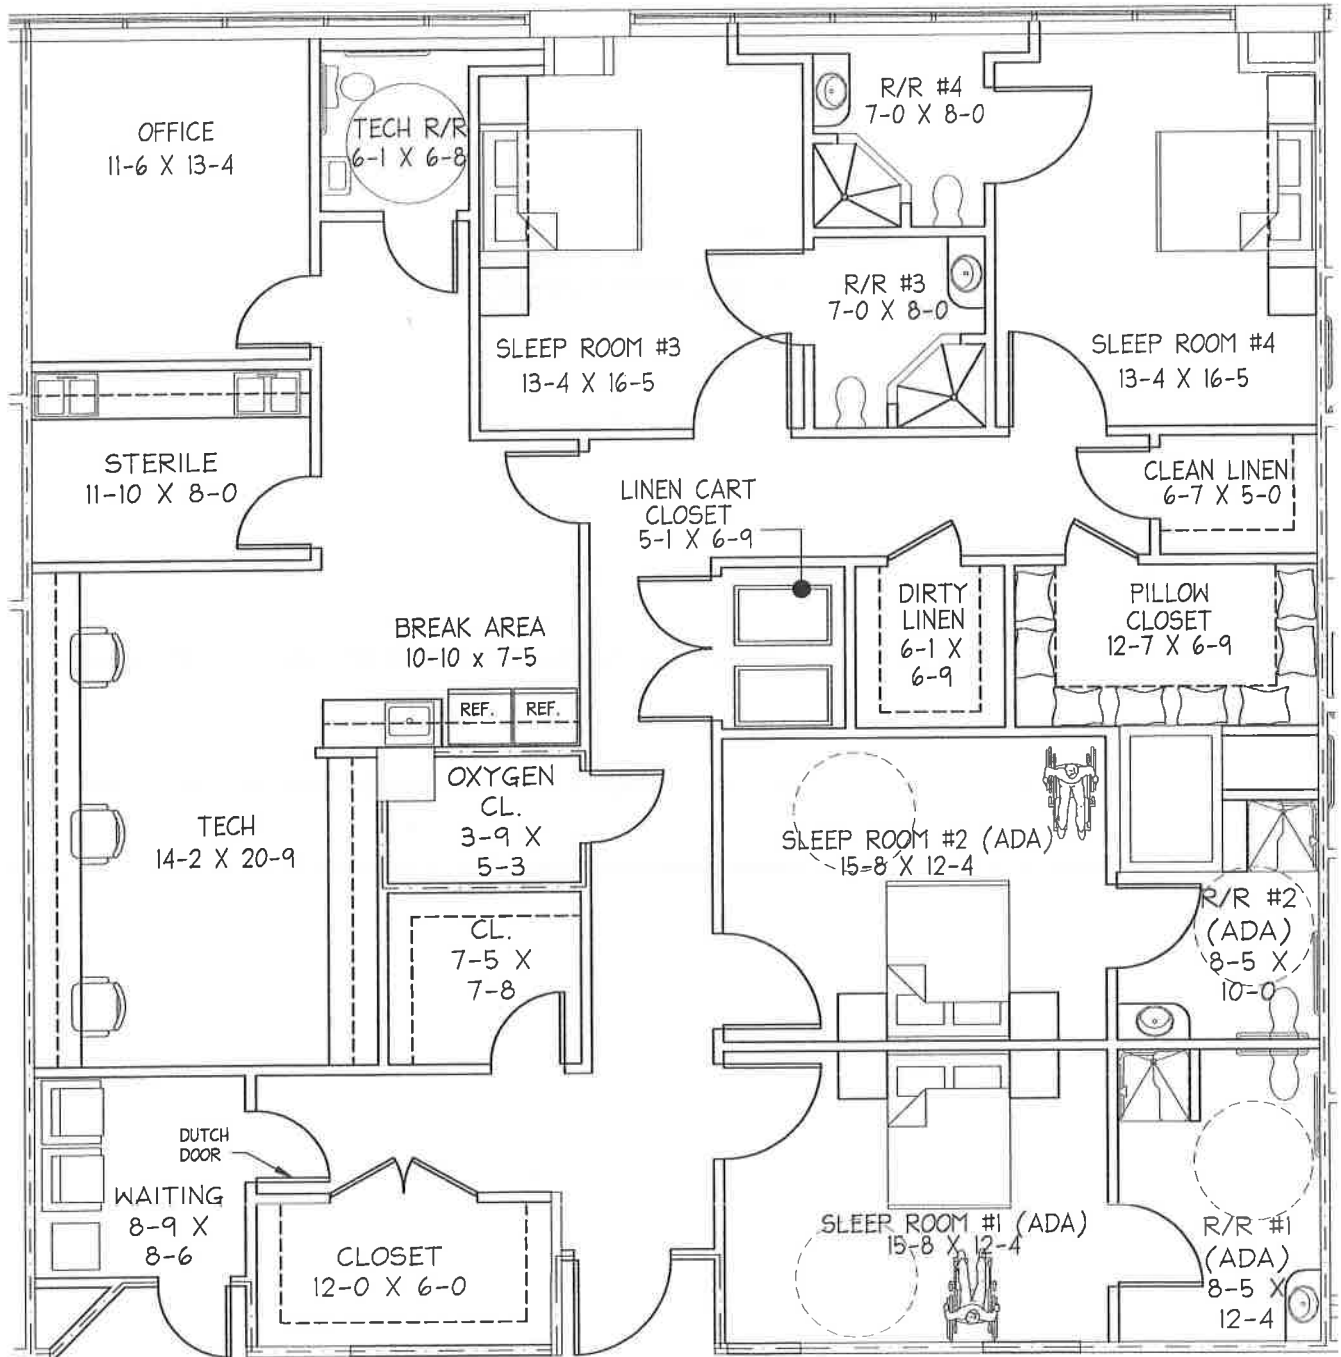 OFFICE
11-6 X 13-4
TECH R/R
6-1 X 6-8
R/R #4
7-0 X 8-0
R/R #3
7-0 X 8-0
SLEEP ROOM #3
13-4 X 16-5
SLEEP ROOM #4
13-4 X 16-5
STERILE
11-10 X 8-0
LINEN CART
CLOSET
5-1 X 6-9
CLEAN LINEN
6-7 X 5-0
BREAK AREA
10-10 x 7-5
DIRTY
LINEN
6-1 X
6-9
PILLOW
CLOSET
12-7 X 6-9
REF.
REF.
OXYGEN
CL.
3-9 X
5-3
TECH
14-2 X 20-9
SLEEP ROOM #2 (ADA)
15-8 X 12-4
R/R #2
(ADA)
8-5 X
10-0
CL.
7-5 X
7-8
DUTCH
DOOR
WAITING
8-9 X
8-6
CLOSET
12-0 X 6-0
SLEEP ROOM #1 (ADA)
15-8 X 12-4
R/R #1
(ADA)
8-5 X
12-4